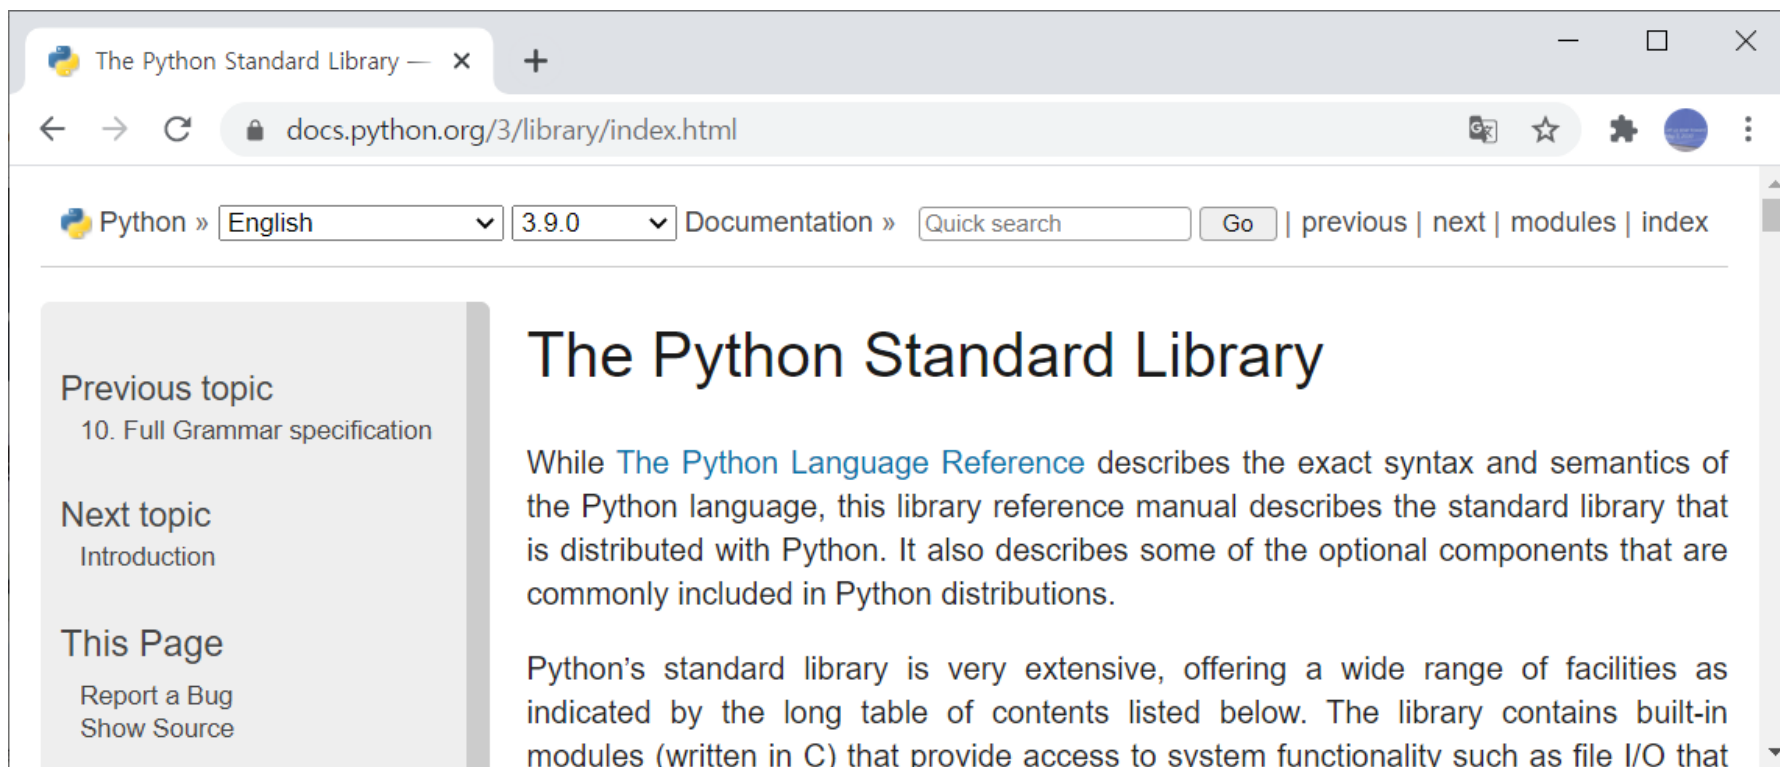 The Python Standard Library —
docs.python.org/3/library/index.html
Python » English 3.9.0 Documentation » Quick search Go | previous | next | modules | index
Previous topic
10. Full Grammar specification
Next topic
Introduction
This Page
Report a Bug
Show Source
The Python Standard Library
While The Python Language Reference describes the exact syntax and semantics of
the Python language, this library reference manual describes the standard library that
is distributed with Python. It also describes some of the optional components that are
commonly included in Python distributions.
Python’s standard library is very extensive, offering a wide range of facilities as
indicated by the long table of contents listed below. The library contains built-in
modules (written in C) that provide access to system functionality such as file I/O that